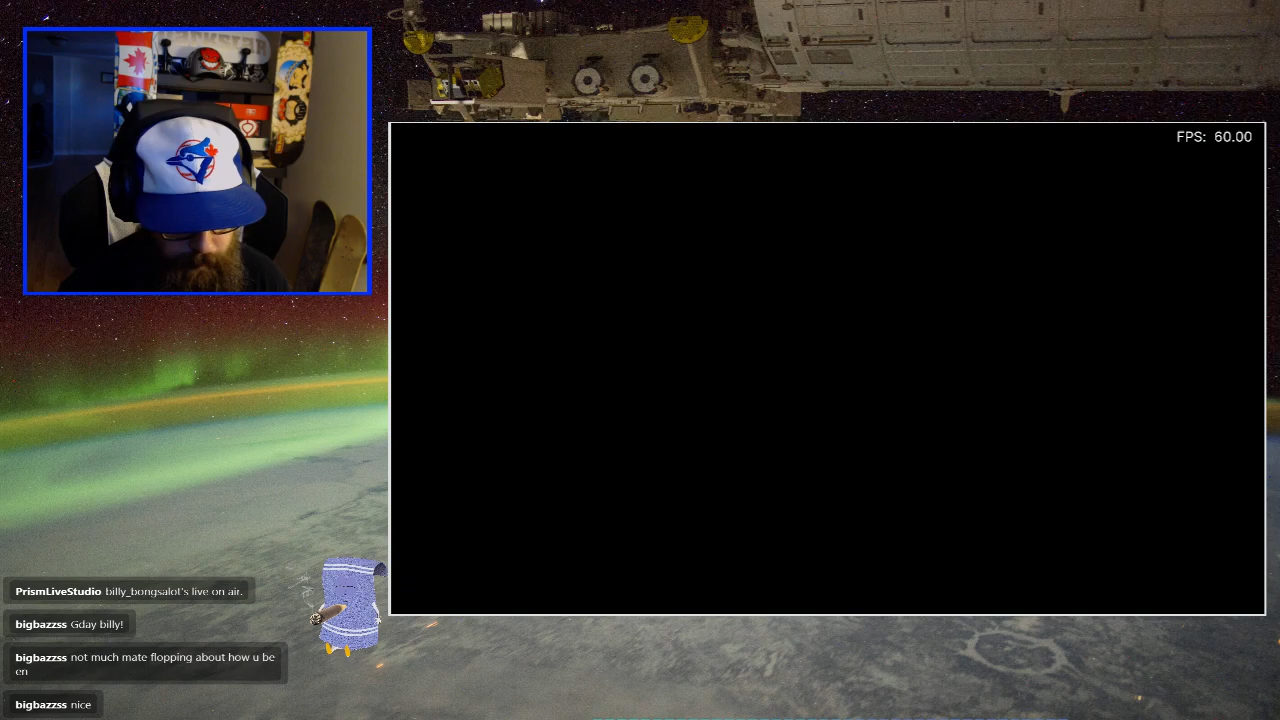 FPS: 60.00
PrismLiveStudio billy_bongsalot's live on air.
bigbazzss Gday billy!
bigbazzss not much mate flopping about how u be
en
bigbazzss nice